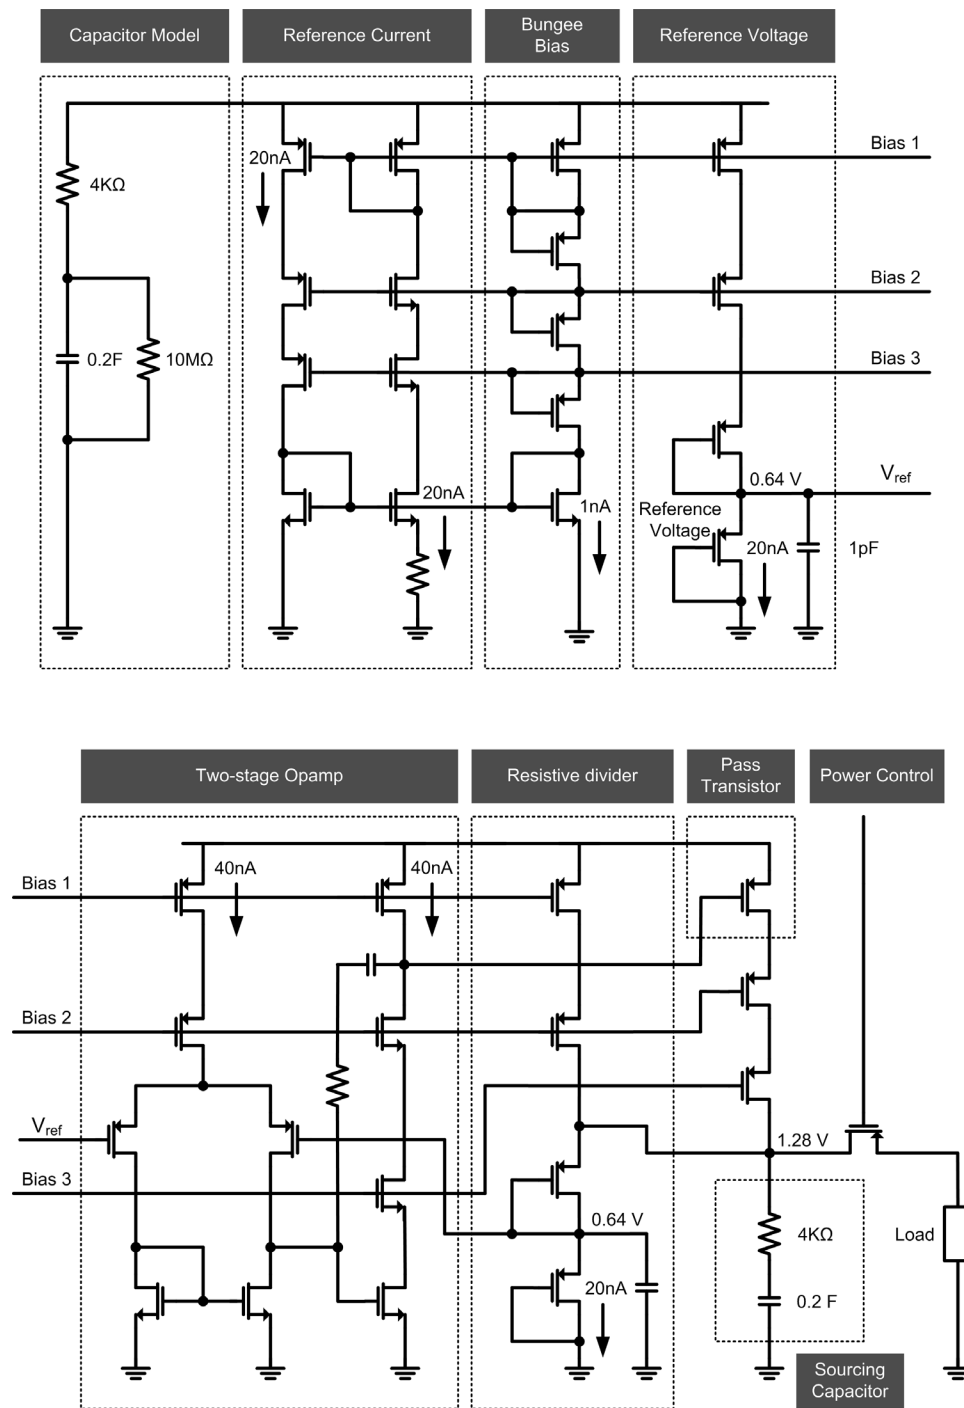 Capacitor Model
Reference Current
Bungee
Bias
Reference Voltage
Bias 1
20nA
4KΩ
Bias 2
0.2F
10MΩ
Bias 3
0.64 V
Vref
20nA
1nA
Reference
Voltage
20nA
1pF
Two-stage Opamp
Resistive divider
Pass
Transistor
Power Control
40nA
40nA
Bias 1
Bias 2
Vref
1.28 V
Bias 3
0.64 V
4KΩ
Load
20nA
0.2 F
Sourcing
Capacitor